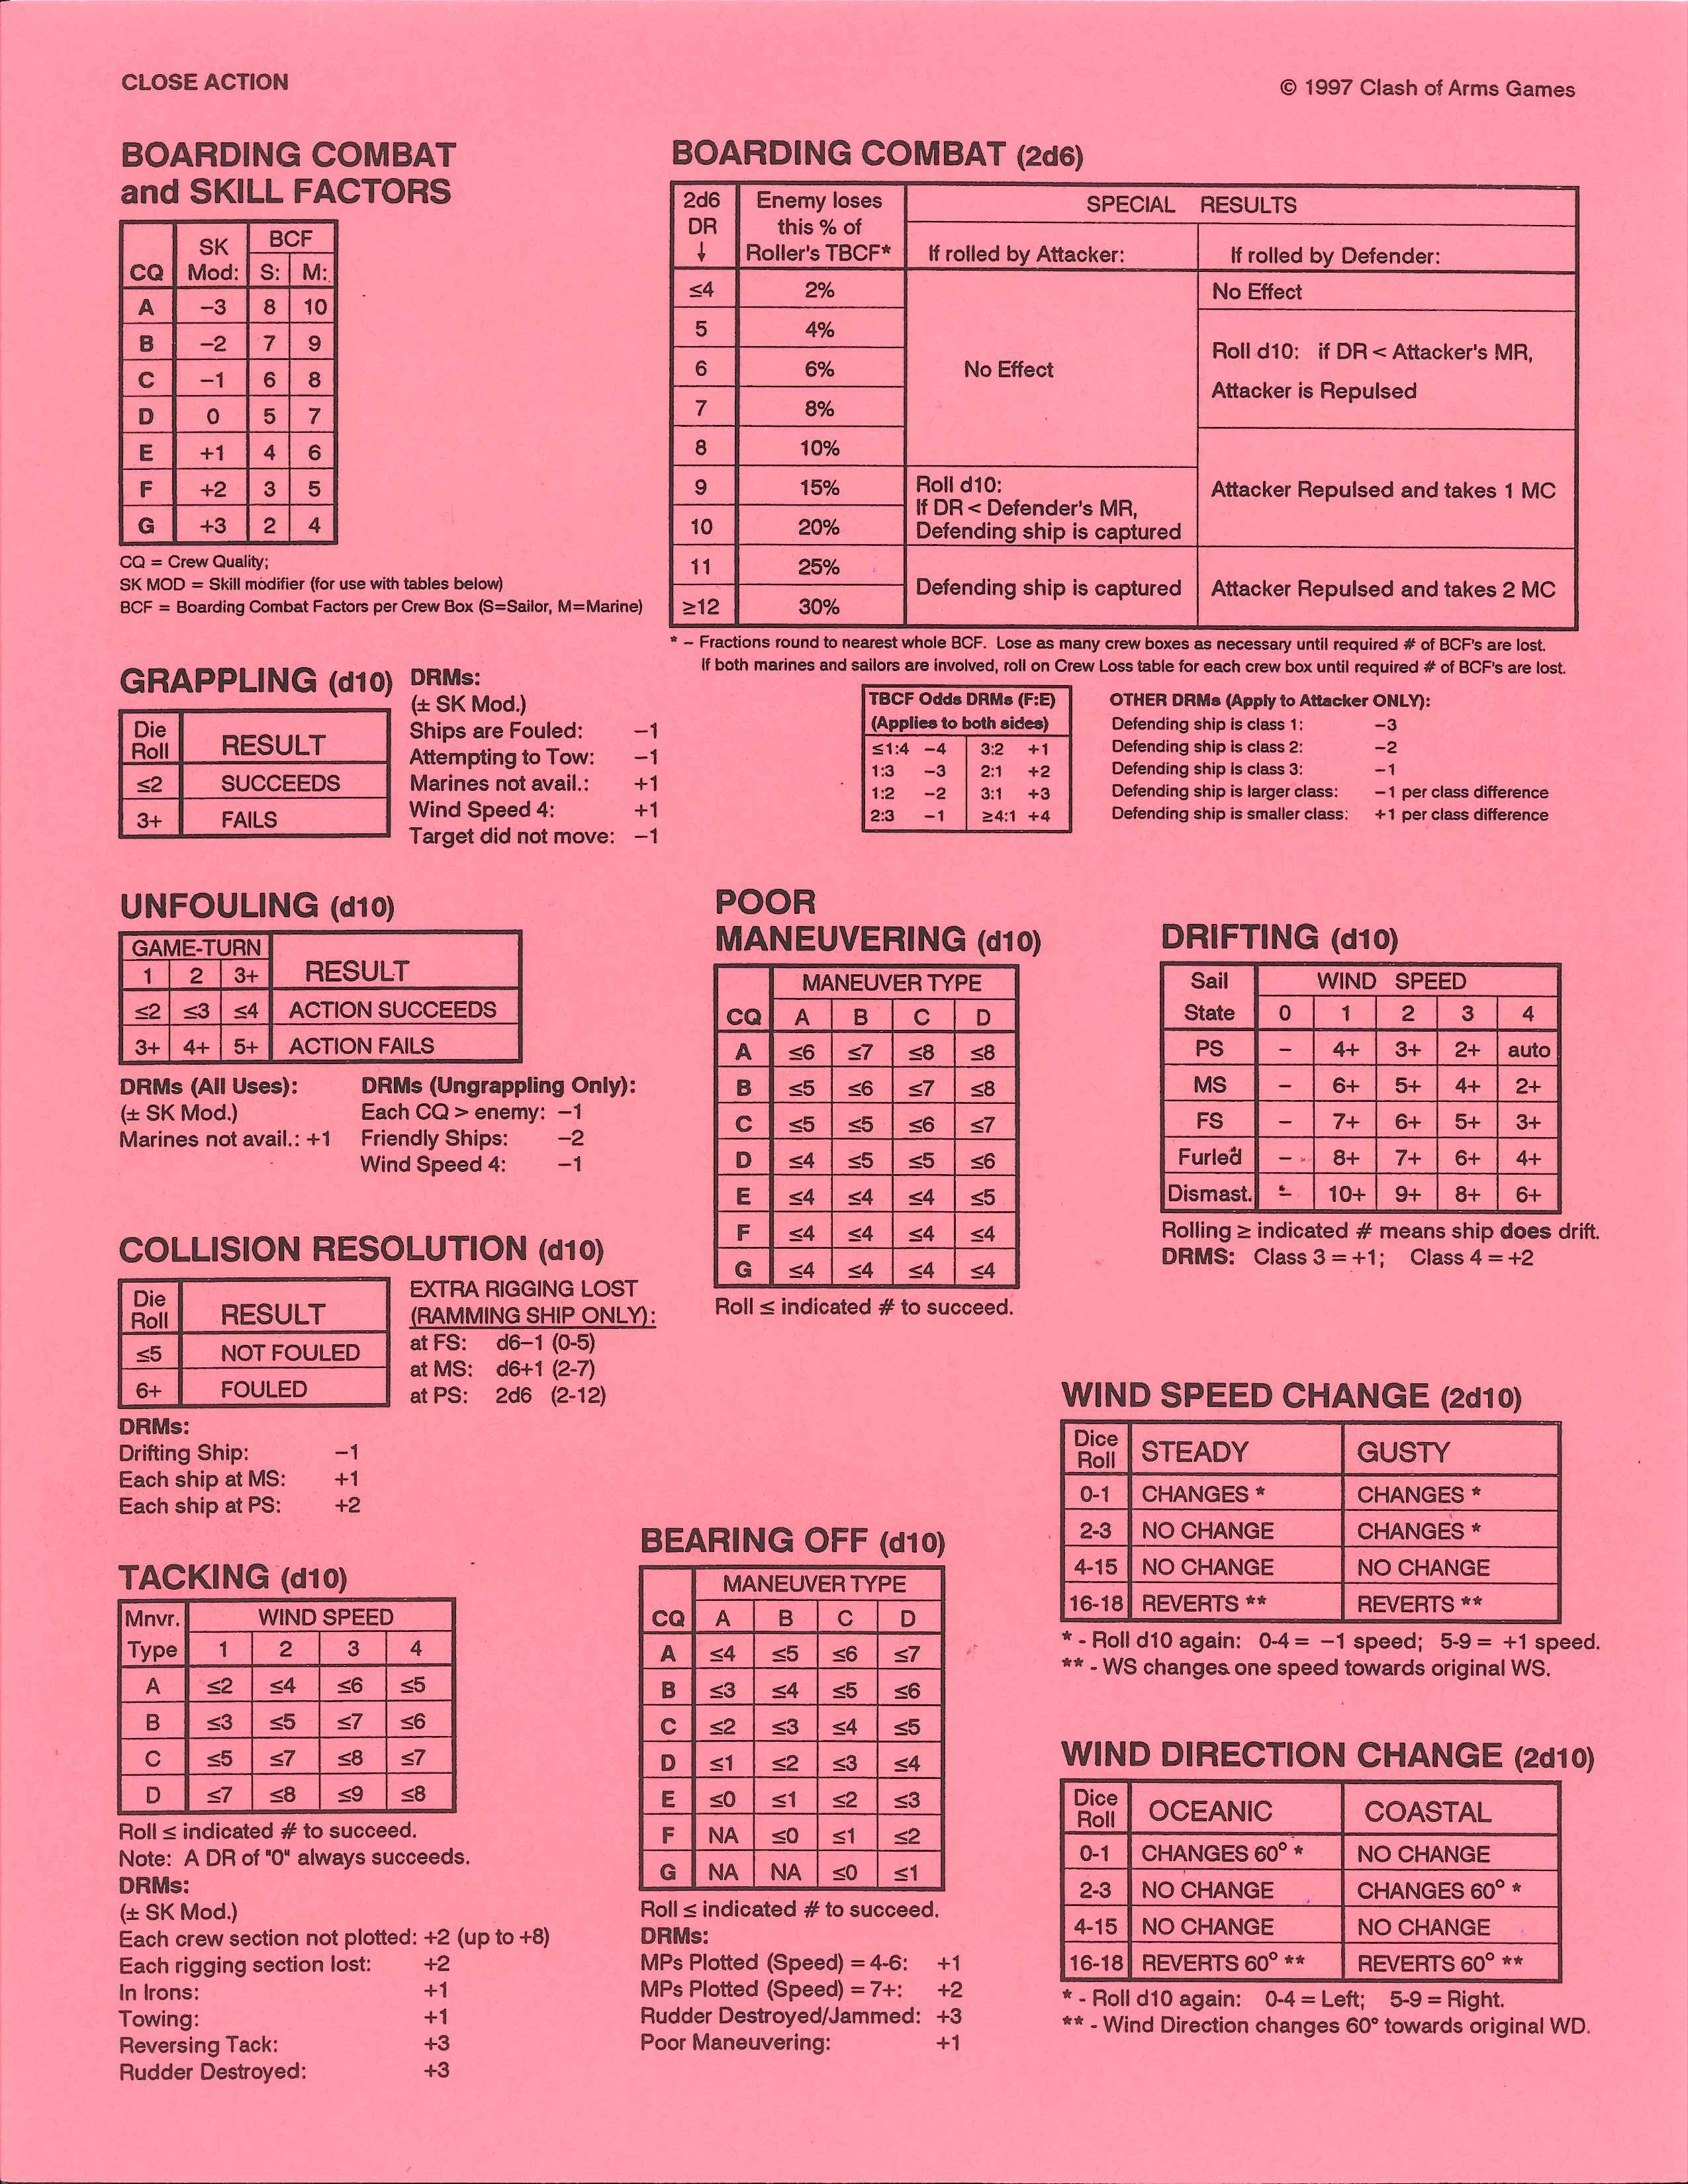 CLOSE ACTION
© 1997 Clash of Arms Games
BOARDING COMBAT
and SKILL FACTORS
CQ SK Mod: BCF S: M:
A −3 8 10
B −2 7 9
C −1 6 8
D 0 5 7
E +1 4 6
F +2 3 5
G +3 2 4
CQ = Crew Quality;
SK MOD = Skill modifier (for use with tables below)
BCF = Boarding Combat Factors per Crew Box (S=Sailor, M=Marine)
BOARDING COMBAT (2d6)
2d6 DR ↓
Enemy loses
this % of
Roller's TBCF*
SPECIAL RESULTS
If rolled by Attacker:
If rolled by Defender:
≤4 2%
5 4%
6 6%
7 8%
8 10%
9 15%
10 20%
11 25%
≥12 30%
No Effect
Roll d10:
If DR < Defender's MR,
Defending ship is captured
Defending ship is captured
No Effect
Roll d10: if DR < Attacker's MR,
Attacker is Repulsed
Attacker Repulsed and takes 1 MC
Attacker Repulsed and takes 2 MC
* – Fractions round to nearest whole BCF. Lose as many crew boxes as necessary until required # of BCF's are lost.
If both marines and sailors are involved, roll on Crew Loss table for each crew box until required # of BCF's are lost.
TBCF Odds DRMs (F:E)
(Applies to both sides)
≤1:4 −4 3:2 +1
1:3 −3 2:1 +2
1:2 −2 3:1 +3
2:3 −1 ≥4:1 +4
OTHER DRMs (Apply to Attacker ONLY):
Defending ship is class 1: −3
Defending ship is class 2: −2
Defending ship is class 3: −1
Defending ship is larger class: −1 per class difference
Defending ship is smaller class: +1 per class difference
GRAPPLING (d10)
Die Roll RESULT
≤2 SUCCEEDS
3+ FAILS
DRMs:
(± SK Mod.)
Ships are Fouled: −1
Attempting to Tow: −1
Marines not avail.: +1
Wind Speed 4: +1
Target did not move: −1
UNFOULING (d10)
GAME-TURN
1 2 3+ RESULT
≤2 ≤3 ≤4 ACTION SUCCEEDS
3+ 4+ 5+ ACTION FAILS
DRMs (All Uses):
(± SK Mod.)
Marines not avail.: +1
DRMs (Ungrappling Only):
Each CQ > enemy: −1
Friendly Ships: −2
Wind Speed 4: −1
POOR
MANEUVERING (d10)
MANEUVER TYPE
CQ A B C D
A ≤6 ≤7 ≤8 ≤8
B ≤5 ≤6 ≤7 ≤8
C ≤5 ≤5 ≤6 ≤7
D ≤4 ≤5 ≤5 ≤6
E ≤4 ≤4 ≤4 ≤5
F ≤4 ≤4 ≤4 ≤4
G ≤4 ≤4 ≤4 ≤4
Roll ≤ indicated # to succeed.
DRIFTING (d10)
Sail WIND SPEED
State 0 1 2 3 4
PS – 4+ 3+ 2+ auto
MS – 6+ 5+ 4+ 2+
FS – 7+ 6+ 5+ 3+
Furled – 8+ 7+ 6+ 4+
Dismast. – 10+ 9+ 8+ 6+
Rolling ≥ indicated # means ship does drift.
DRMS: Class 3 = +1; Class 4 = +2
COLLISION RESOLUTION (d10)
Die Roll RESULT
≤5 NOT FOULED
6+ FOULED
EXTRA RIGGING LOST
(RAMMING SHIP ONLY):
at FS: d6−1 (0-5)
at MS: d6+1 (2-7)
at PS: 2d6 (2-12)
DRMs:
Drifting Ship: −1
Each ship at MS: +1
Each ship at PS: +2
TACKING (d10)
Mnvr. WIND SPEED
Type 1 2 3 4
A ≤2 ≤4 ≤6 ≤5
B ≤3 ≤5 ≤7 ≤6
C ≤5 ≤7 ≤8 ≤7
D ≤7 ≤8 ≤9 ≤8
Roll ≤ indicated # to succeed.
Note: A DR of "0" always succeeds.
DRMs:
(± SK Mod.)
Each crew section not plotted: +2 (up to +8)
Each rigging section lost: +2
In Irons: +1
Towing: +1
Reversing Tack: +3
Rudder Destroyed: +3
BEARING OFF (d10)
MANEUVER TYPE
CQ A B C D
A ≤4 ≤5 ≤6 ≤7
B ≤3 ≤4 ≤5 ≤6
C ≤2 ≤3 ≤4 ≤5
D ≤1 ≤2 ≤3 ≤4
E ≤0 ≤1 ≤2 ≤3
F NA ≤0 ≤1 ≤2
G NA NA ≤0 ≤1
Roll ≤ indicated # to succeed.
DRMs:
MPs Plotted (Speed) = 4-6: +1
MPs Plotted (Speed) = 7+: +2
Rudder Destroyed/Jammed: +3
Poor Maneuvering: +1
WIND SPEED CHANGE (2d10)
Dice Roll STEADY GUSTY
0-1 CHANGES * CHANGES *
2-3 NO CHANGE CHANGES *
4-15 NO CHANGE NO CHANGE
16-18 REVERTS ** REVERTS **
* - Roll d10 again: 0-4 = −1 speed; 5-9 = +1 speed.
** - WS changes one speed towards original WS.
WIND DIRECTION CHANGE (2d10)
Dice Roll OCEANIC COASTAL
0-1 CHANGES 60° * NO CHANGE
2-3 NO CHANGE CHANGES 60° *
4-15 NO CHANGE NO CHANGE
16-18 REVERTS 60° ** REVERTS 60° **
* - Roll d10 again: 0-4 = Left; 5-9 = Right.
** - Wind Direction changes 60° towards original WD.